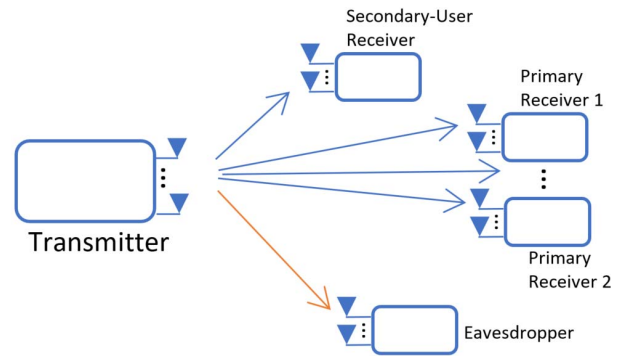 Secondary-User
Receiver
Primary
Receiver 1
Transmitter
Primary
Receiver 2
Eavesdropper